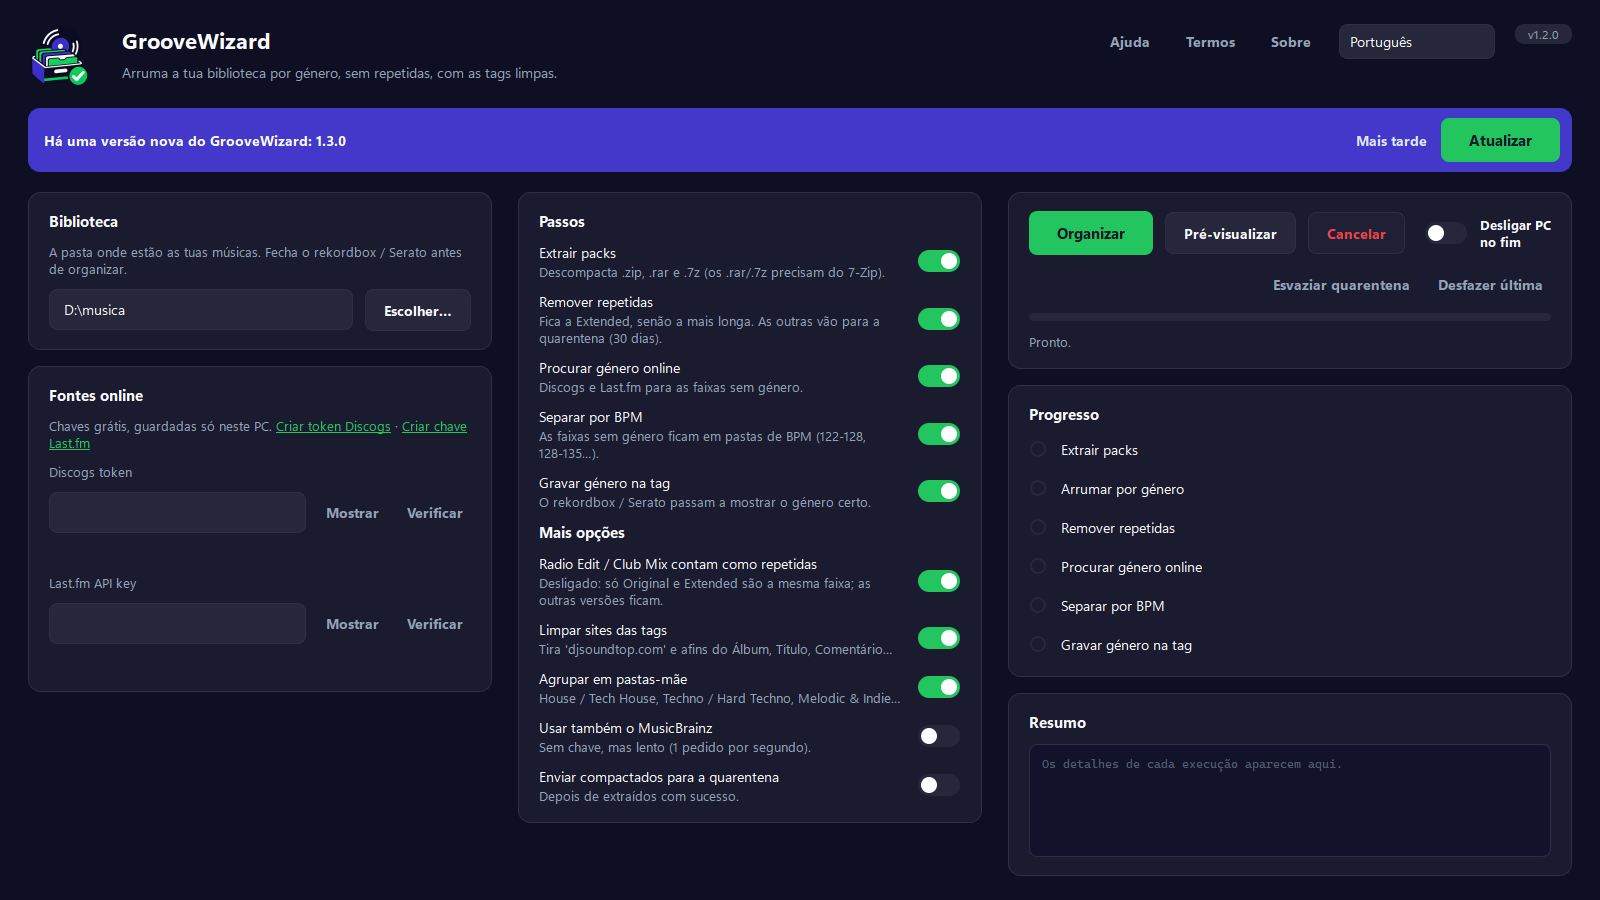 GrooveWizard
Arruma a tua biblioteca por género, sem repetidas, com as tags limpas.
Ajuda
Termos
Sobre
Português
v1.2.0
Há uma versão nova do GrooveWizard: 1.3.0
Mais tarde
Atualizar
Biblioteca
A pasta onde estão as tuas músicas. Fecha o rekordbox / Serato antes
de organizar.
D:\musica
Escolher...
Fontes online
Chaves grátis, guardadas só neste PC. Criar token Discogs · Criar chave
Last.fm
Discogs token
Mostrar
Verificar
Last.fm API key
Mostrar
Verificar
Passos
Extrair packs
Descompacta .zip, .rar e .7z (os .rar/.7z precisam do 7-Zip).
Remover repetidas
Fica a Extended, senão a mais longa. As outras vão para a
quarentena (30 dias).
Procurar género online
Discogs e Last.fm para as faixas sem género.
Separar por BPM
As faixas sem género ficam em pastas de BPM (122-128,
128-135...).
Gravar género na tag
O rekordbox / Serato passam a mostrar o género certo.
Mais opções
Radio Edit / Club Mix contam como repetidas
Desligado: só Original e Extended são a mesma faixa; as
outras versões ficam.
Limpar sites das tags
Tira 'djsoundtop.com' e afins do Álbum, Título, Comentário...
Agrupar em pastas-mãe
House / Tech House, Techno / Hard Techno, Melodic & Indie...
Usar também o MusicBrainz
Sem chave, mas lento (1 pedido por segundo).
Enviar compactados para a quarentena
Depois de extraídos com sucesso.
Organizar
Pré-visualizar
Cancelar
Desligar PC
no fim
Esvaziar quarentena
Desfazer última
Pronto.
Progresso
Extrair packs
Arrumar por género
Remover repetidas
Procurar género online
Separar por BPM
Gravar género na tag
Resumo
Os detalhes de cada execução aparecem aqui.